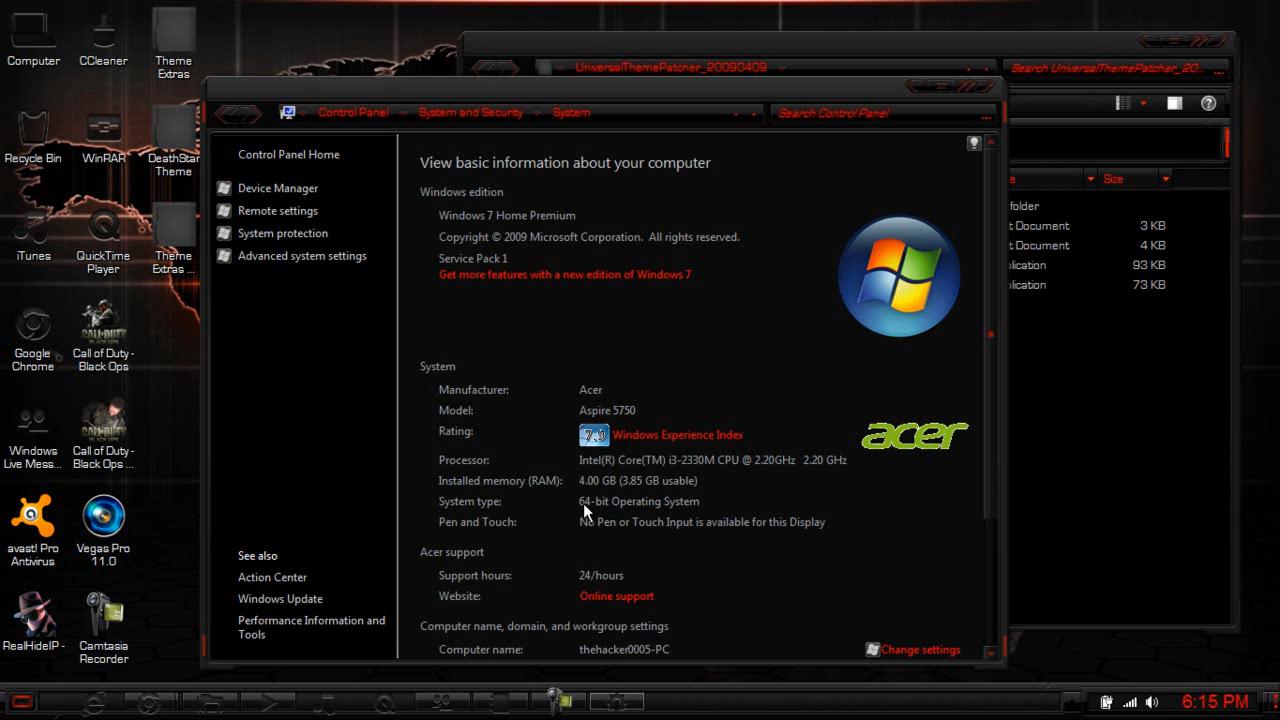 Computer
CCleaner
Theme
Extras
Recycle Bin
WinRAR
DeathStar
Theme
iTunes
QuickTime
Player
Theme
Extras ...
Google
Chrome
Call of Duty -
Black Ops
CALL OF DUTY
Windows
Live Mess...
Call of Duty -
Black Ops ...
avast! Pro
Antivirus
Vegas Pro
11.0
RealHideIP -
Camtasia
Recorder
UniversalThemePatcher_20090409
Search UniversalThemePatcher_20...
Size
folder
t Document 3 KB
t Document 4 KB
olication 93 KB
olication 73 KB
Control Panel
System and Security
System
Search Control Panel
Control Panel Home
Device Manager
Remote settings
System protection
Advanced system settings
See also
Action Center
Windows Update
Performance Information and
Tools
View basic information about your computer
Windows edition
Windows 7 Home Premium
Copyright © 2009 Microsoft Corporation. All rights reserved.
Service Pack 1
Get more features with a new edition of Windows 7
System
Manufacturer: Acer
Model: Aspire 5750
Rating: 7.9 Windows Experience Index
acer
Processor: Intel(R) Core(TM) i3-2330M CPU @ 2.20GHz 2.20 GHz
Installed memory (RAM): 4.00 GB (3.85 GB usable)
System type: 64-bit Operating System
Pen and Touch: No Pen or Touch Input is available for this Display
Acer support
Support hours: 24/hours
Website: Online support
Computer name, domain, and workgroup settings
Computer name: thehacker0005-PC
Change settings
6:15 PM